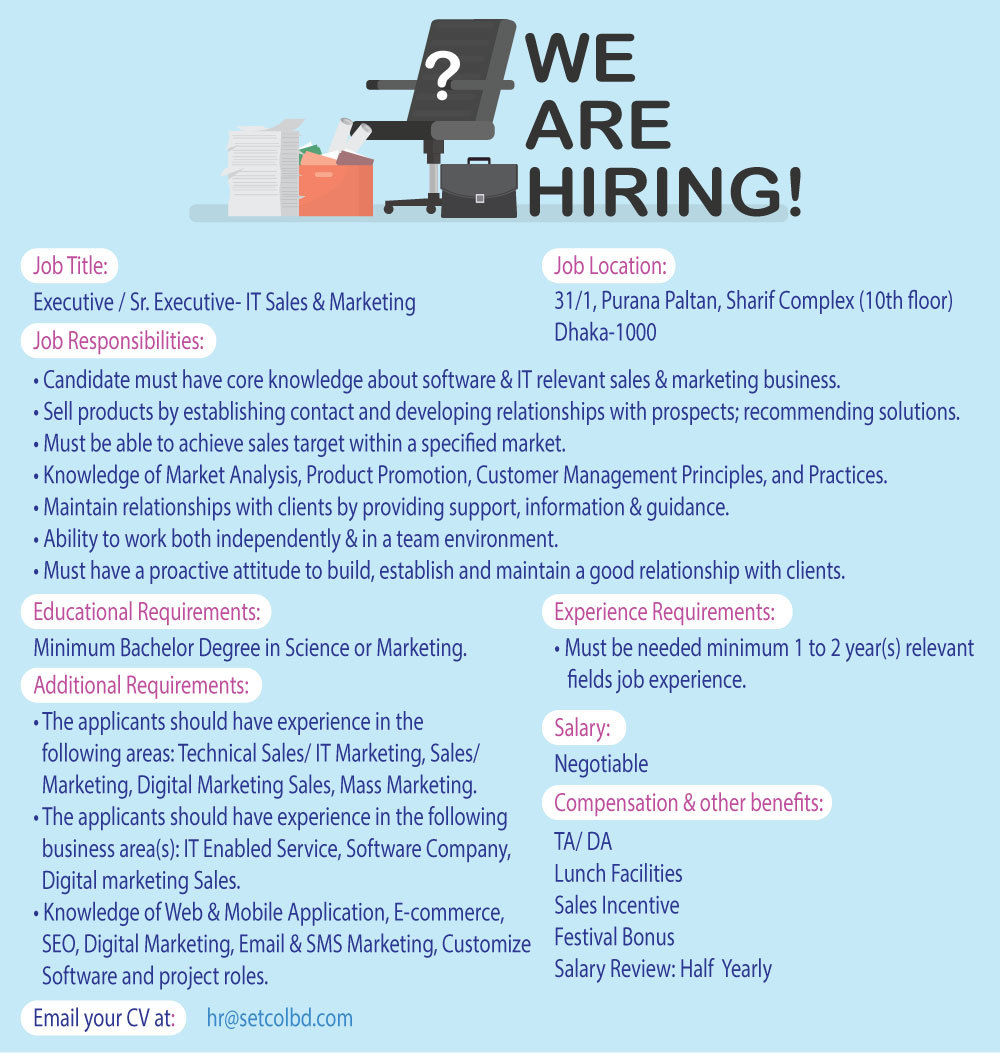 ?
WE
ARE
HIRING!
Job Title:
Executive / Sr. Executive- IT Sales & Marketing
Job Location:
31/1, Purana Paltan, Sharif Complex (10th floor)
Dhaka-1000
Job Responsibilities:
• Candidate must have core knowledge about software & IT relevant sales & marketing business.
• Sell products by establishing contact and developing relationships with prospects; recommending solutions.
• Must be able to achieve sales target within a specified market.
• Knowledge of Market Analysis, Product Promotion, Customer Management Principles, and Practices.
• Maintain relationships with clients by providing support, information & guidance.
• Ability to work both independently & in a team environment.
• Must have a proactive attitude to build, establish and maintain a good relationship with clients.
Educational Requirements:
Minimum Bachelor Degree in Science or Marketing.
Additional Requirements:
• The applicants should have experience in the
following areas: Technical Sales/ IT Marketing, Sales/
Marketing, Digital Marketing Sales, Mass Marketing.
• The applicants should have experience in the following
business area(s): IT Enabled Service, Software Company,
Digital marketing Sales.
• Knowledge of Web & Mobile Application, E-commerce,
SEO, Digital Marketing, Email & SMS Marketing, Customize
Software and project roles.
Experience Requirements:
• Must be needed minimum 1 to 2 year(s) relevant
fields job experience.
Salary:
Negotiable
Compensation & other benefits:
TA/ DA
Lunch Facilities
Sales Incentive
Festival Bonus
Salary Review: Half Yearly
Email your CV at: hr@setcolbd.com